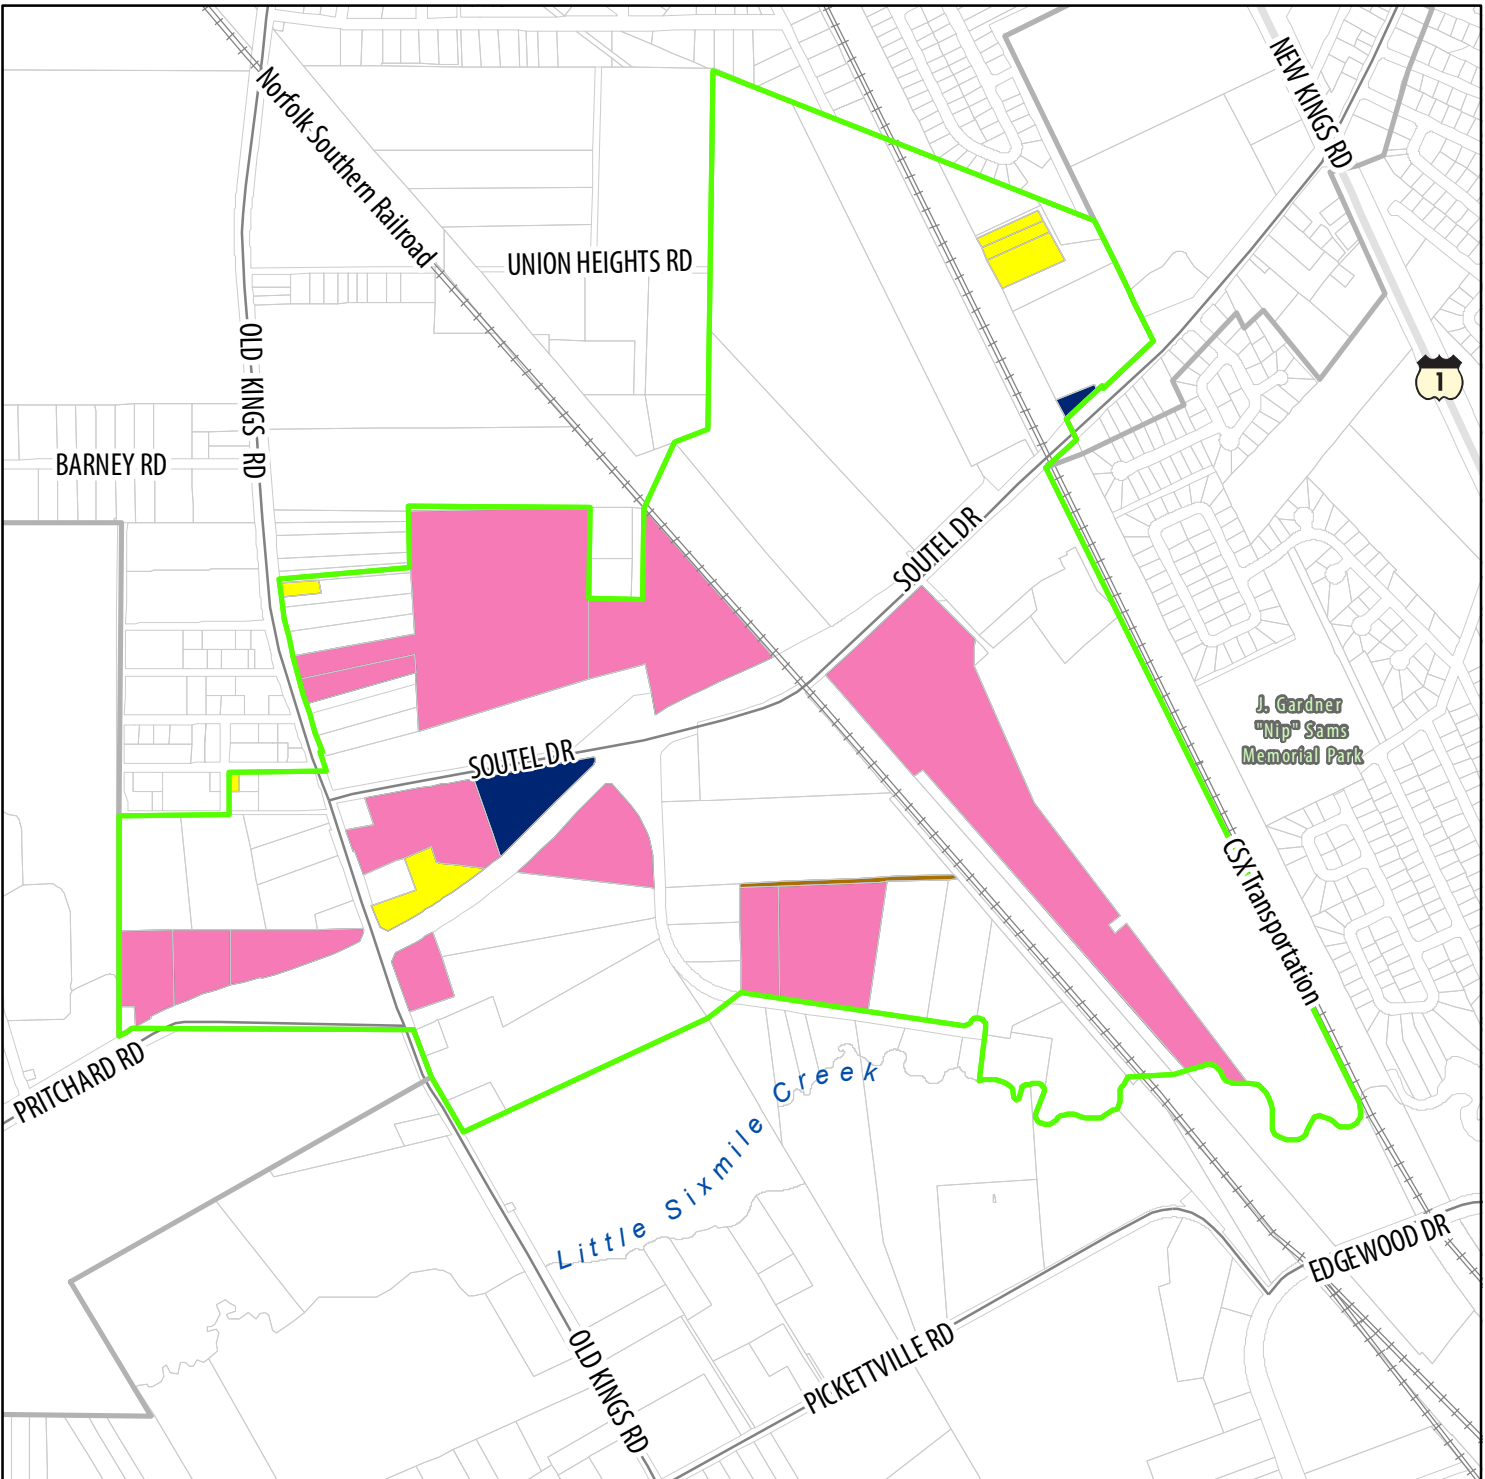 NEW KINGS RD
Norfolk Southern Railroad
UNION HEIGHTS RD
OLD KINGS RD
1
BARNEY RD
SOUTEL DR
J. Gardner
"Nip" Sams
Memorial Park
SOUTEL DR
CSX Transportation
PRITCHARD RD
Little Sixmile Creek
EDGEWOOD DR
OLD KINGS RD
PICKETTVILLE RD